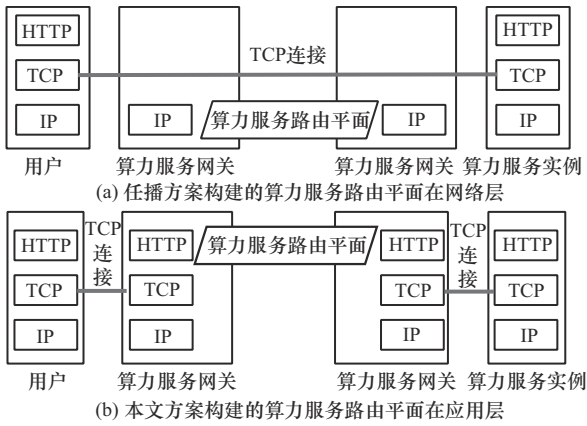 HTTP HTTP
TCP连接
TCP TCP
IP IP 算力服务路由平面 IP IP
用户 算力服务网关 算力服务网关 算力服务实例
(a) 任播方案构建的算力服务路由平面在网络层
HTTP TCP连接 HTTP 算力服务路由平面 HTTP TCP连接 HTTP
TCP TCP TCP TCP
IP IP IP IP
用户 算力服务网关 算力服务网关 算力服务实例
(b) 本文方案构建的算力服务路由平面在应用层